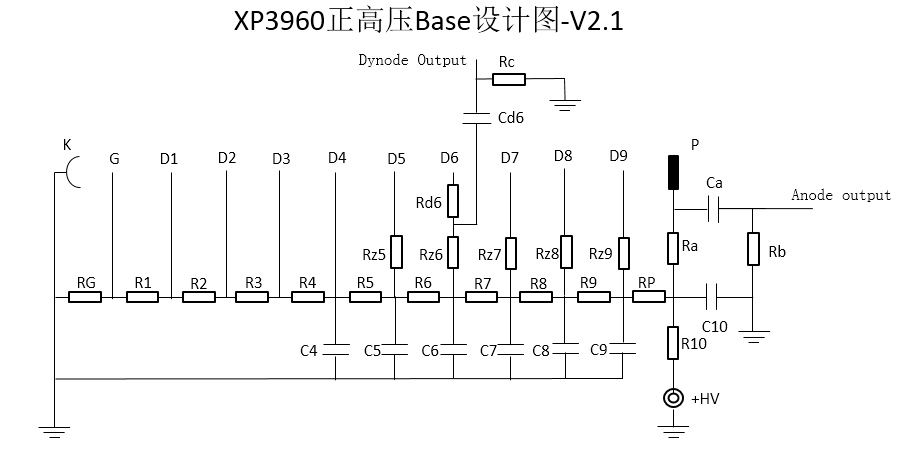 XP3960正高压Base设计图-V2.1
Dynode Output
Rc
Cd6
K
G
D1
D2
D3
D4
D5
D6
D7
D8
D9
P
Ca
Anode output
Rd6
Rz5
Rz6
Rz7
Rz8
Rz9
Ra
Rb
RG
R1
R2
R3
R4
R5
R6
R7
R8
R9
RP
C10
C4
C5
C6
C7
C8
C9
R10
+HV